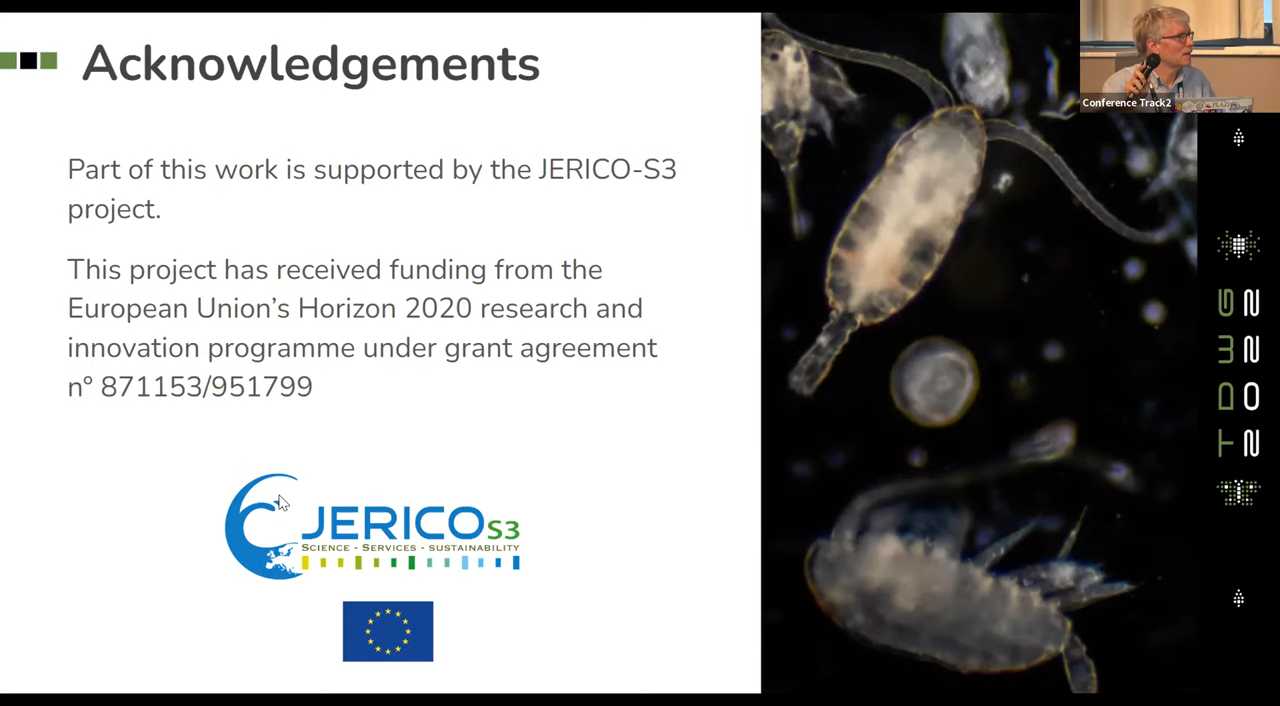 Acknowledgements
Part of this work is supported by the JERICO-S3
project.
This project has received funding from the
European Union’s Horizon 2020 research and
innovation programme under grant agreement
n° 871153/951799
JERICO S3
SCIENCE - SERVICES - SUSTAINABILITY
Conference Track2
TDWG
2022